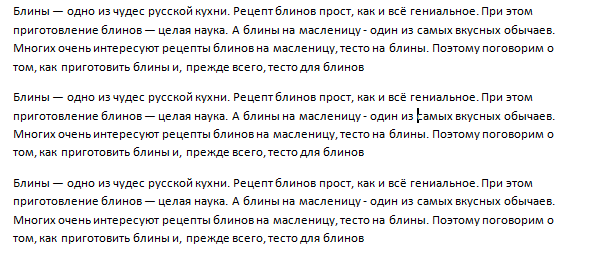 Блины — одно из чудес русской кухни. Рецепт блинов прост, как и всё гениальное. При этом
приготовление блинов — целая наука. А блины на масленицу - один из самых вкусных обычаев.
Многих очень интересуют рецепты блинов на масленицу, тесто на блины. Поэтому поговорим о
том, как приготовить блины и, прежде всего, тесто для блинов
Блины — одно из чудес русской кухни. Рецепт блинов прост, как и всё гениальное. При этом
приготовление блинов — целая наука. А блины на масленицу - один из самых вкусных обычаев.
Многих очень интересуют рецепты блинов на масленицу, тесто на блины. Поэтому поговорим о
том, как приготовить блины и, прежде всего, тесто для блинов
Блины — одно из чудес русской кухни. Рецепт блинов прост, как и всё гениальное. При этом
приготовление блинов — целая наука. А блины на масленицу - один из самых вкусных обычаев.
Многих очень интересуют рецепты блинов на масленицу, тесто на блины. Поэтому поговорим о
том, как приготовить блины и, прежде всего, тесто для блинов